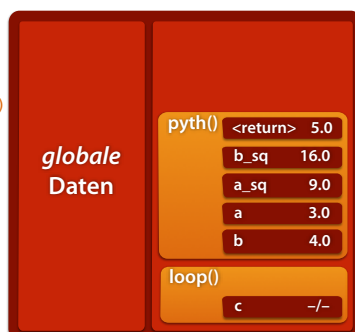 globale
Daten
pyth()
<return> 5.0
b_sq 16.0
a_sq 9.0
a 3.0
b 4.0
loop()
c –/–